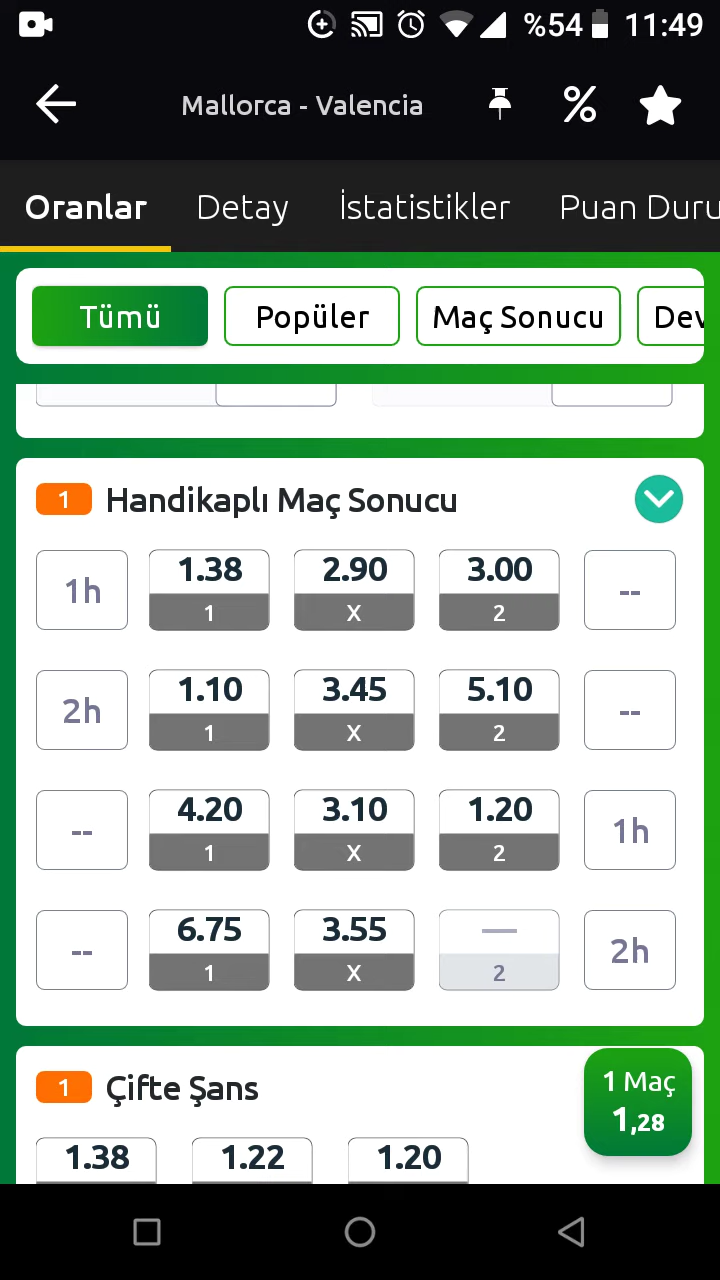 %54 11:49
Mallorca - Valencia %
Oranlar Detay İstatistikler Puan Duru
Tümü Popüler Maç Sonucu Dev
1 Handikaplı Maç Sonucu
1h 1.38 2.90 3.00 --
1 X 2
2h 1.10 3.45 5.10 --
1 X 2
-- 4.20 3.10 1.20 1h
1 X 2
-- 6.75 3.55 — 2h
1 X 2
1 Çifte Şans
1 Maç
1,28
1.38 1.22 1.20